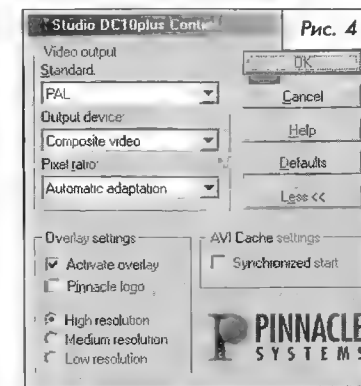 Studio DC10plus Contr
Рис. 4
Video output
Standard:
PAL
Output device:
Composite video
Pixel ratio:
Automatic adaptation
OK
Cancel
Help
Defaults
Less <<
Overlay settings
Activate overlay
Pinnacle logo
High resolution
Medium resolution
Low resolution
AVI Cache settings
Synchronized start
PINNACLE
SYSTEMS